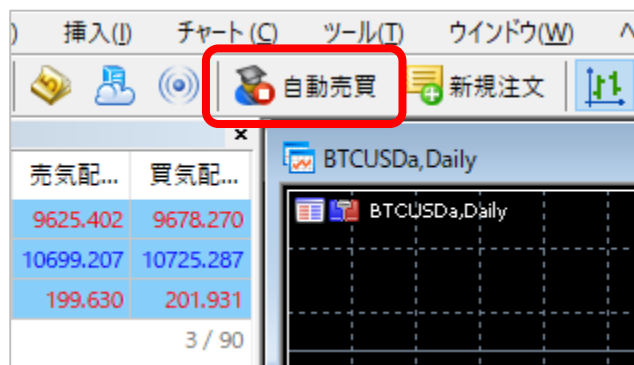 ) 挿入(I) チャート(C) ツール(T) ウインドウ(W) ヘ
自動売買 新規注文
×
BTCUSDa,Daily
売気配... 買気配...
BTCUSDa,Daily
9625.402 9678.270
10699.207 10725.287
199.630 201.931
3 / 90